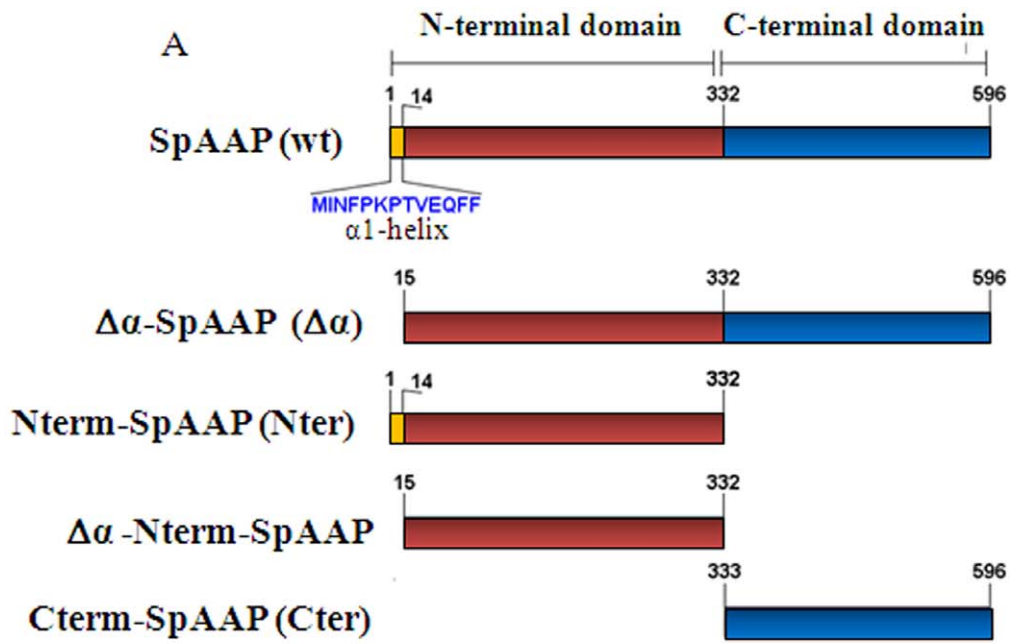 A
N-terminal domain C-terminal domain
1 14 332 596
SpAAP (wt)
MINFPKPTVEQFF
α1-helix
15 332 596
Δα-SpAAP (Δα)
1 14 332
Nterm-SpAAP (Nter)
15 332
Δα -Nterm-SpAAP
333 596
Cterm-SpAAP (Cter)